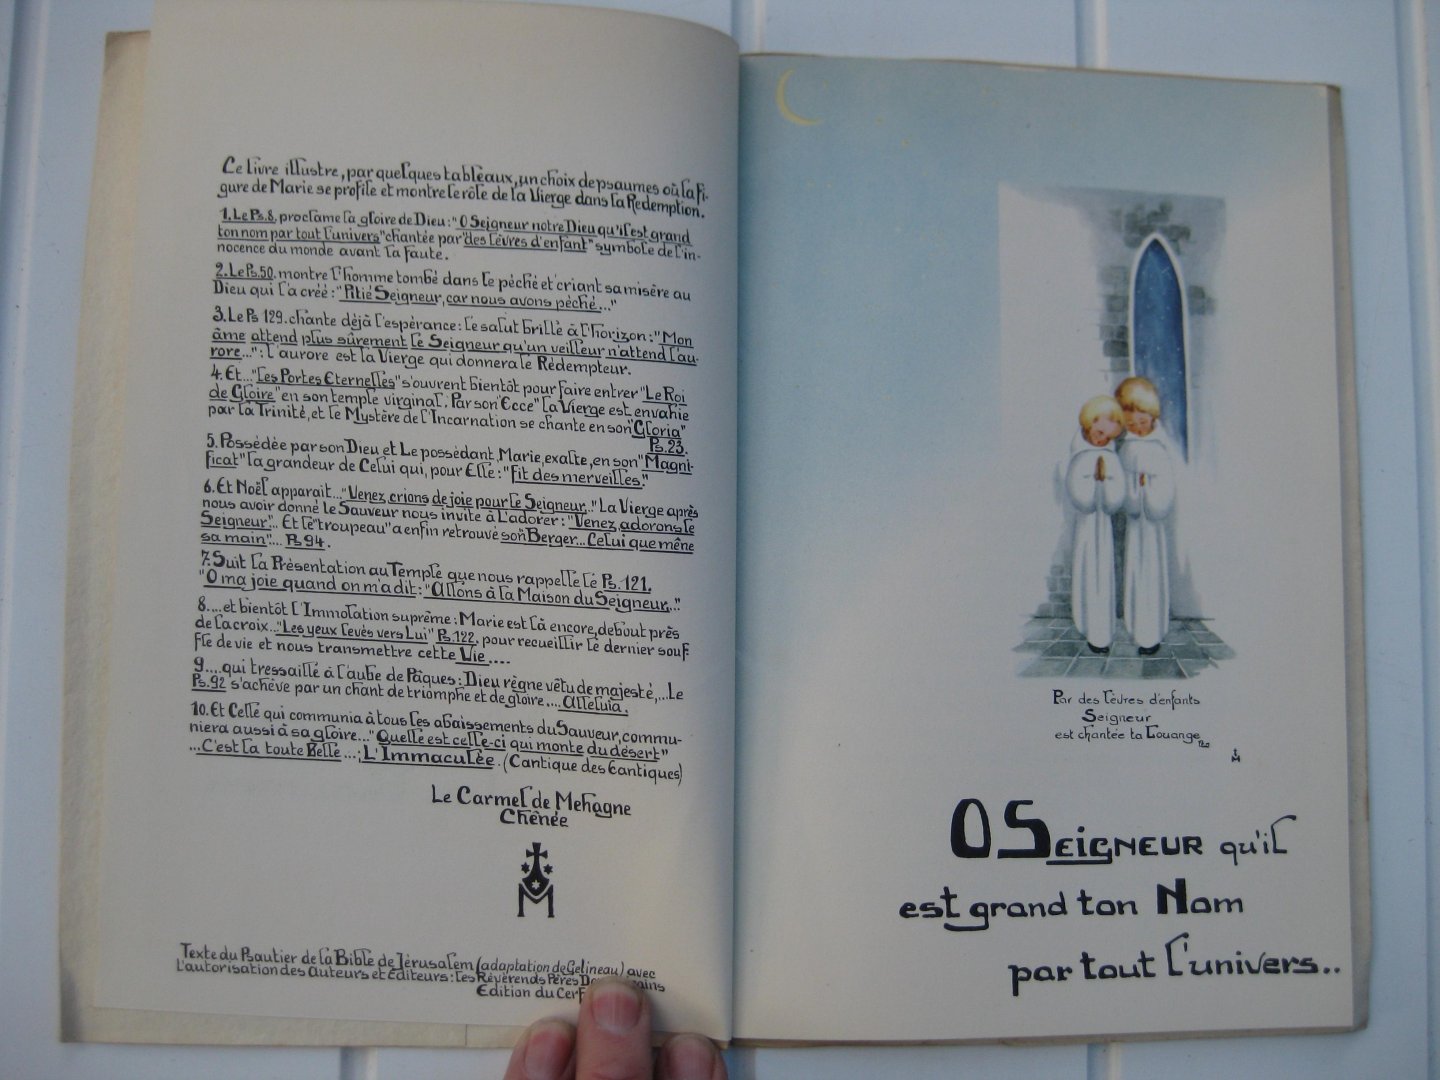 Ce livre illustre, par quelques tableaux, un choix de psaumes où la fi-
gure de Marie se profile et montre le rôle de la Vierge dans la Redemption.
1. Le Ps. 8, proclame la gloire de Dieu: "O Seigneur notre Dieu qu'il est grand
ton nom par tout l'univers" chantée par "des lèvres d'enfant" symbole de l'in-
nocence du monde avant la faute.
2. Le Ps. 50. montre l'homme tombé dans le péché et criant sa misère au
Dieu qui l'a créé: "Pitié Seigneur, car nous avons péché..."
3. Le Ps 129. chante déjà l'espérance: le salut brille à l'horizon: "Mon
âme attend plus sûrement le Seigneur qu'un veilleur n'attend l'au-
rore...": l'aurore est la Vierge qui donnera le Rédempteur.
4. Et... "les Portes Eternelles" s'ouvrent bientôt pour faire entrer "Le Roi
de Gloire" en son temple virginal. Par son "Ecce" la Vierge est envahie
par la Trinité, et le Mystère de l'Incarnation se chante en son "Gloria"
Ps. 23.
5. Possédée par son Dieu et Le possédant, Marie, exalte, en son "Magni-
ficat" la grandeur de Celui qui, pour Elle: "fit des merveilles."
6. Et Noël apparait... "Venez, crions de joie pour le Seigneur.." La Vierge après
nous avoir donné le Sauveur nous invite à L'adorer: "Venez, adorons le
Seigneur".. Et le "troupeau" a enfin retrouvé son Berger... Celui que mène
sa main".... Ps 94.
7. Suit la Présentation au Temple que nous rappelle le Ps. 121.
"O ma joie quand on m'a dit: "Allons à la Maison du Seigneur..."
8.... et bientôt l'Immolation suprême: Marie est là encore, debout près
de la croix... "Les yeux levés vers Lui" Ps. 122, pour recueillir le dernier souf-
fle de vie et nous transmettre cette Vie....
9.... qui tressaille à l'aube de Pâques: Dieu règne vêtu de majesté,... Le
Ps. 92 s'achève par un chant de triomphe et de gloire.... Alleluia.
10. Et Celle qui communia à tous les abaissements du Sauveur, commu-
niera aussi à sa gloire... "Quelle est celle-ci qui monte du désert"
...C'est la toute Belle...; L'Immaculée. (Cantique des Cantiques)
Le Carmel de Mehagne
Chênée
M
Texte du Psautier de la Bible de Jérusalem (adaptation de Gelineau) avec
l'autorisation des Auteurs et Editeurs: les Révérends Pères
Edition du Cerf
Par des lèvres d'enfants
Seigneur
est chantée ta Louange
M
O SEIGNEUR qu'il
est grand ton Nom
par tout l'univers..